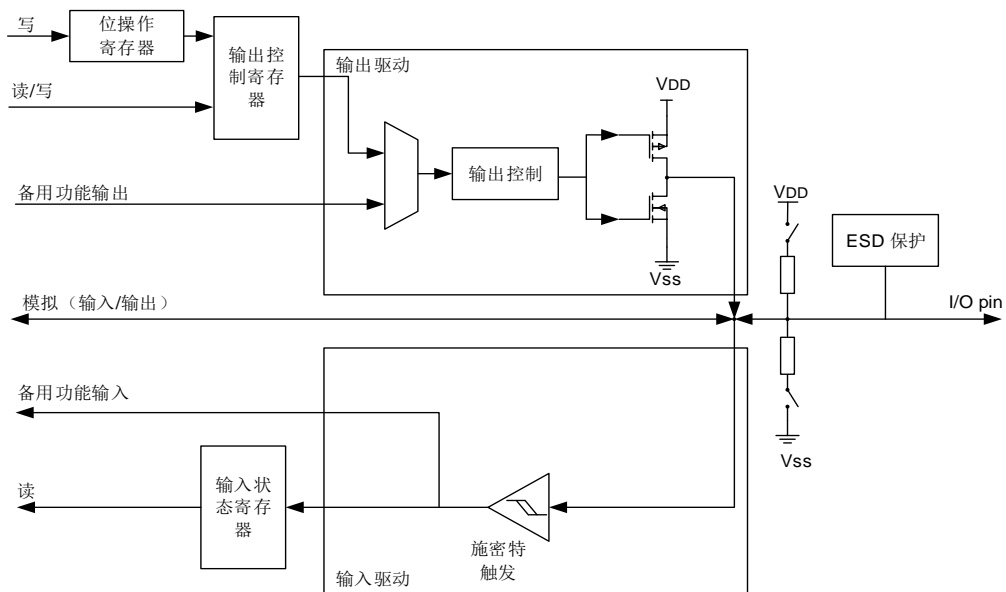 写
位操作
寄存器
读/写
输出控
制寄存
器
输出驱动
VDD
输出控制
备用功能输出
Vss
VDD
ESD 保护
模拟（输入/输出）
I/O pin
备用功能输入
Vss
读
输入状
态寄存
器
施密特
触发
输入驱动